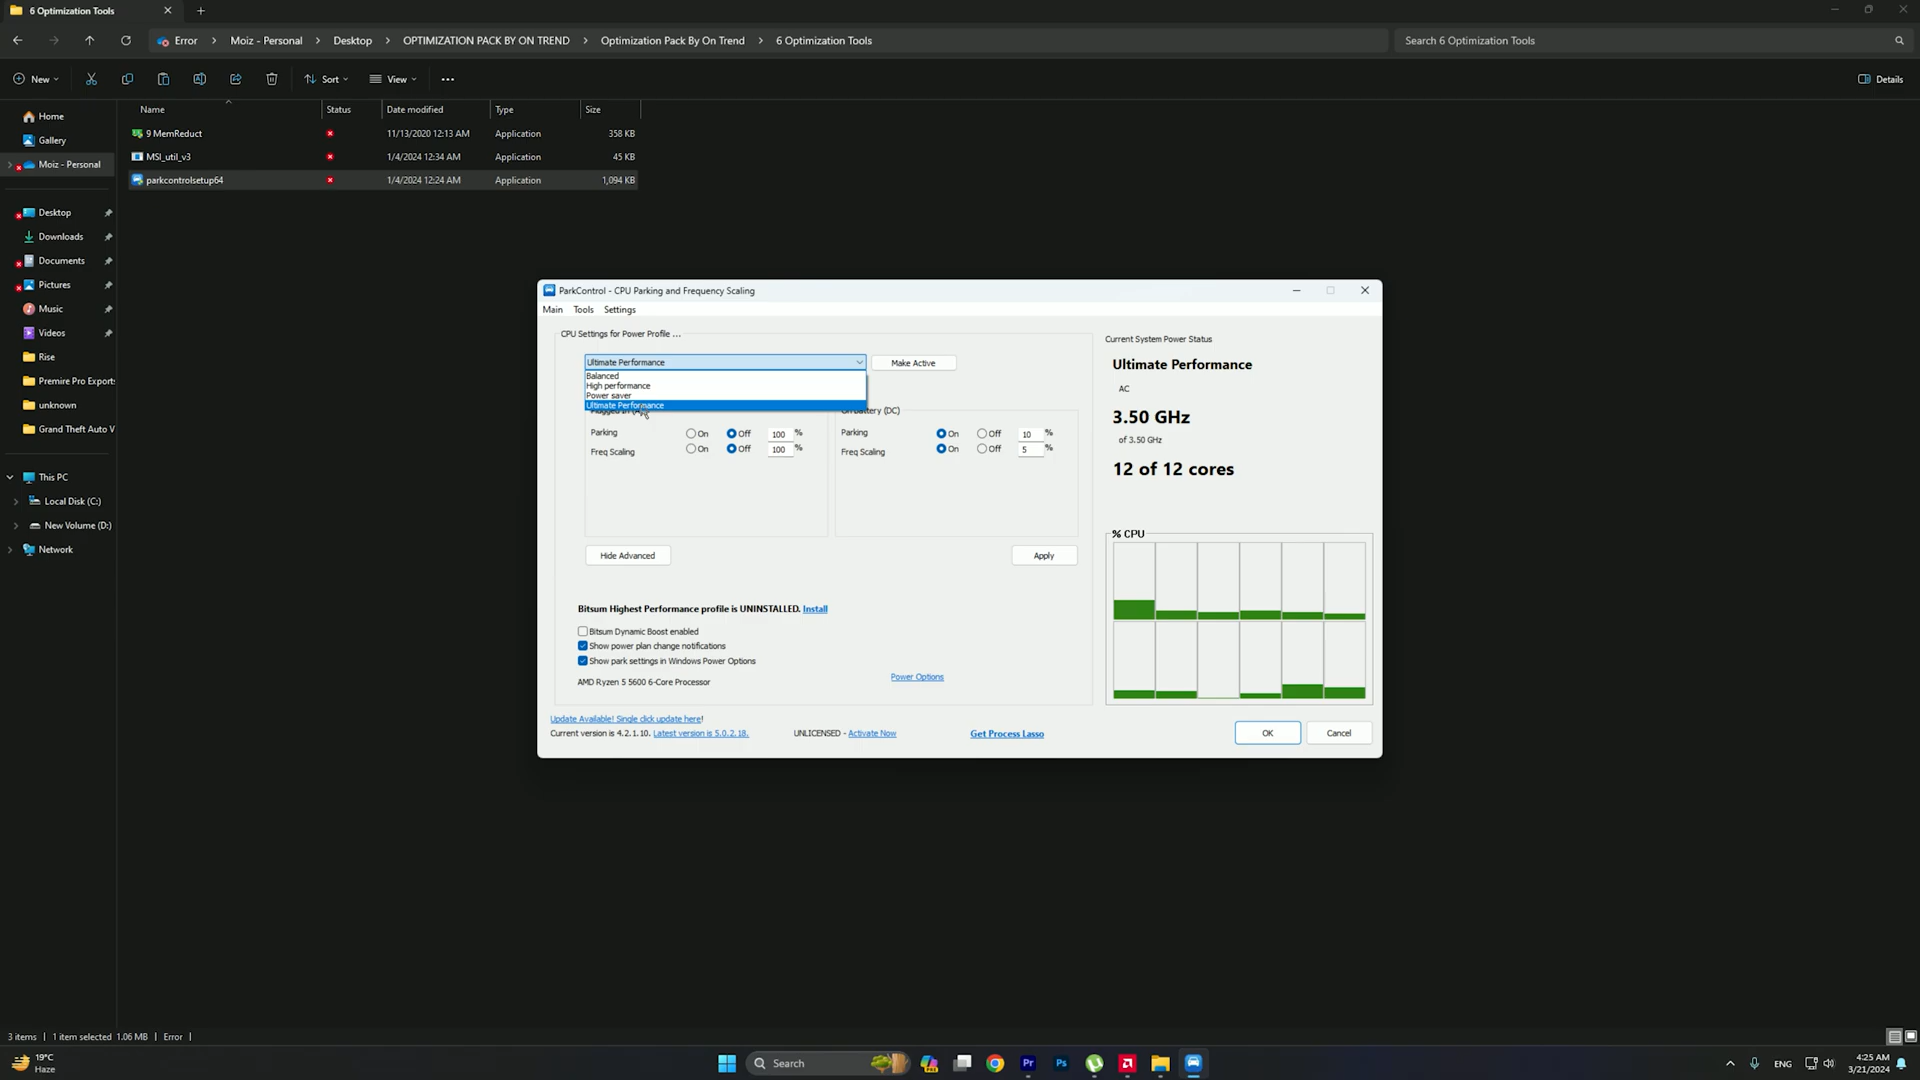 6 Optimization Tools
Error > Moiz - Personal > Desktop > OPTIMIZATION PACK BY ON TREND > Optimization Pack By On Trend > 6 Optimization Tools
Search 6 Optimization Tools
New
Sort
View
Details
Name Status Date modified Type Size
9 MemReduct 11/13/2020 12:13 AM Application 358 KB
MSI_util_v3 1/4/2024 12:34 AM Application 45 KB
parkcontrolsetup64 1/4/2024 12:24 AM Application 1,094 KB
Home
Gallery
Moiz - Personal
Desktop
Downloads
Documents
Pictures
Music
Videos
Rise
Premire Pro Exports
unknown
Grand Theft Auto V
This PC
Local Disk (C:)
New Volume (D:)
Network
ParkControl - CPU Parking and Frequency Scaling
Main Tools Settings
CPU Settings for Power Profile ...
Ultimate Performance
Make Active
Balanced
High performance
Power saver
Ultimate Performance
On Battery (DC)
Parking On Off 100 %
Freq Scaling On Off 100 %
Parking On Off 10 %
Freq Scaling On Off 5 %
Hide Advanced
Apply
Bitsum Highest Performance profile is UNINSTALLED. Install
Bitsum Dynamic Boost enabled
Show power plan change notifications
Show park settings in Windows Power Options
AMD Ryzen 5 5600 6-Core Processor
Power Options
Update Available! Single click update here!
Current version is 4.2.1.10. Latest version is 5.0.2.18.
UNLICENSED - Activate Now
Get Process Lasso
Current System Power Status
Ultimate Performance
AC
3.50 GHz
of 3.50 GHz
12 of 12 cores
% CPU
OK
Cancel
3 items 1 item selected 1.06 MB Error
19°C
Haze
Search
PRE
Pr
Ps
ENG
4:25 AM
3/21/2024